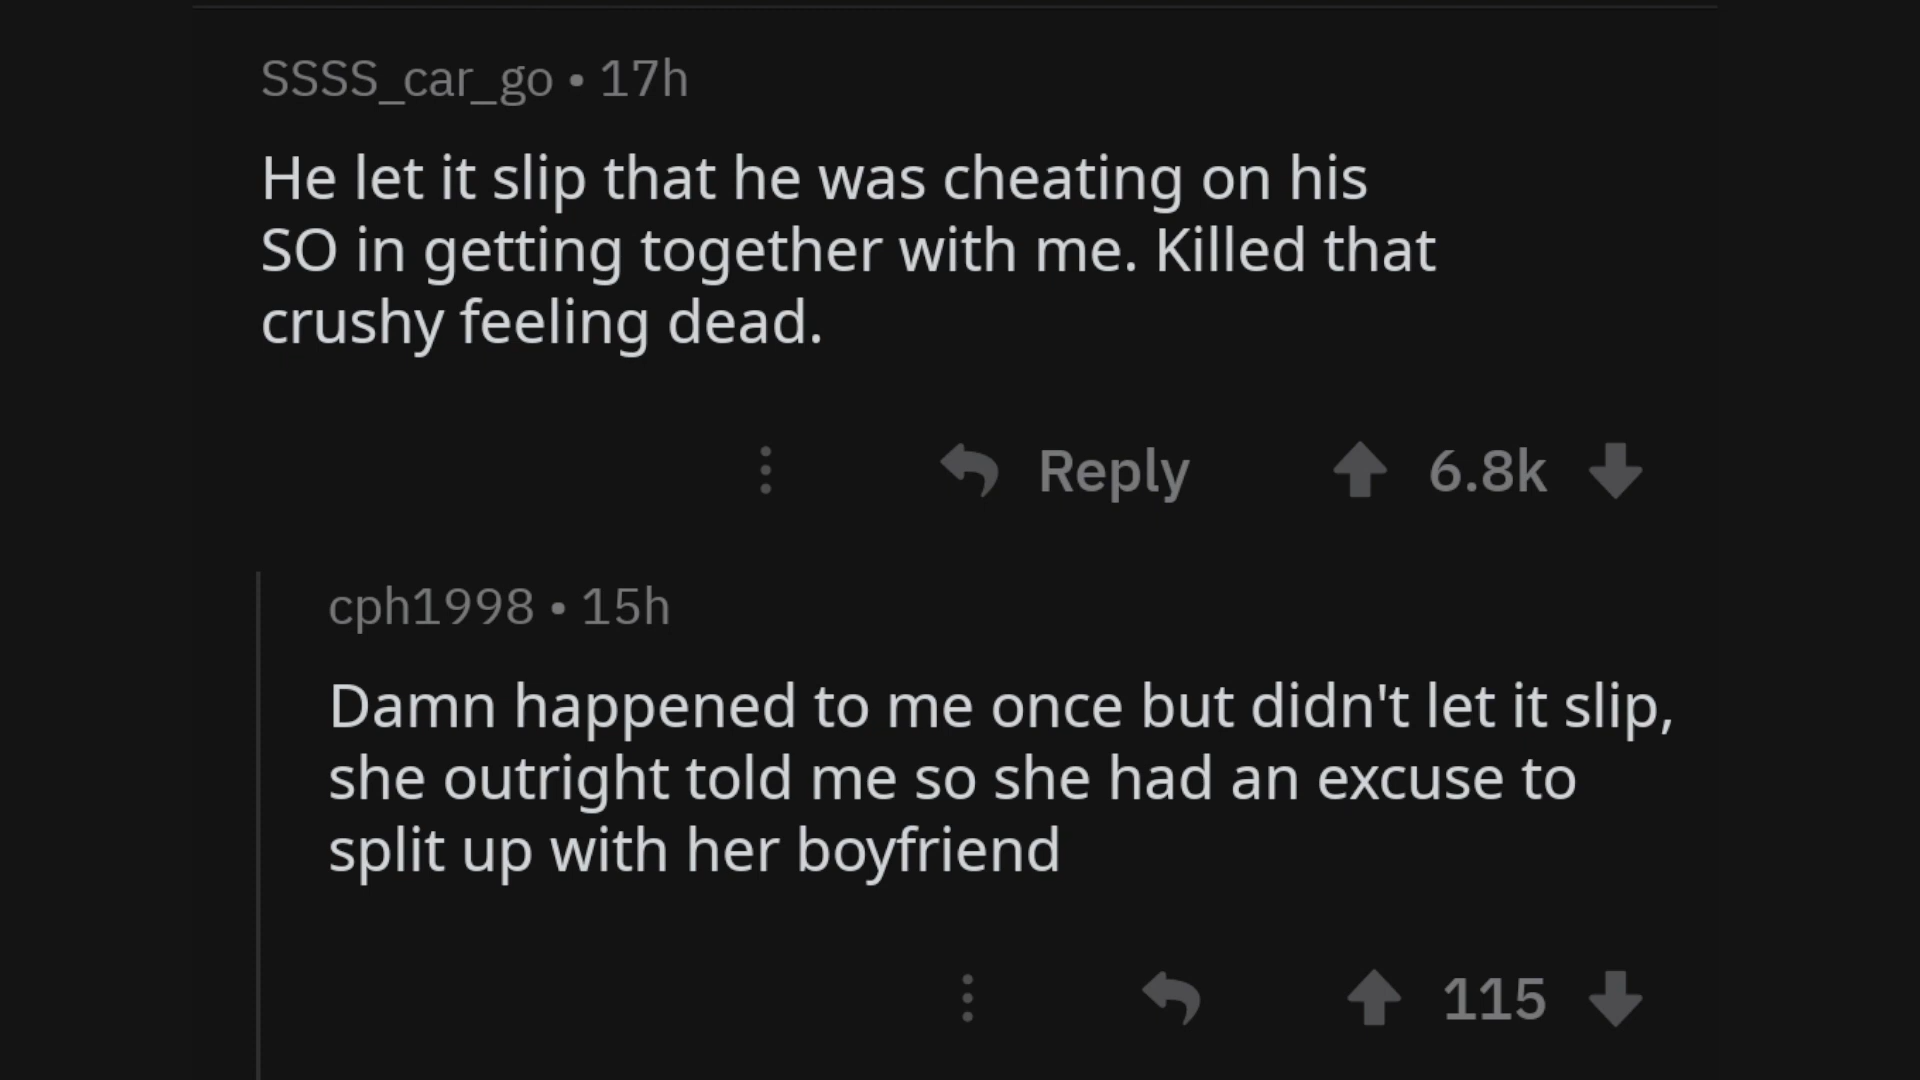 SSSS_car_go • 17h
He let it slip that he was cheating on his
SO in getting together with me. Killed that
crushy feeling dead.
Reply 6.8k
cph1998 • 15h
Damn happened to me once but didn't let it slip,
she outright told me so she had an excuse to
split up with her boyfriend
115